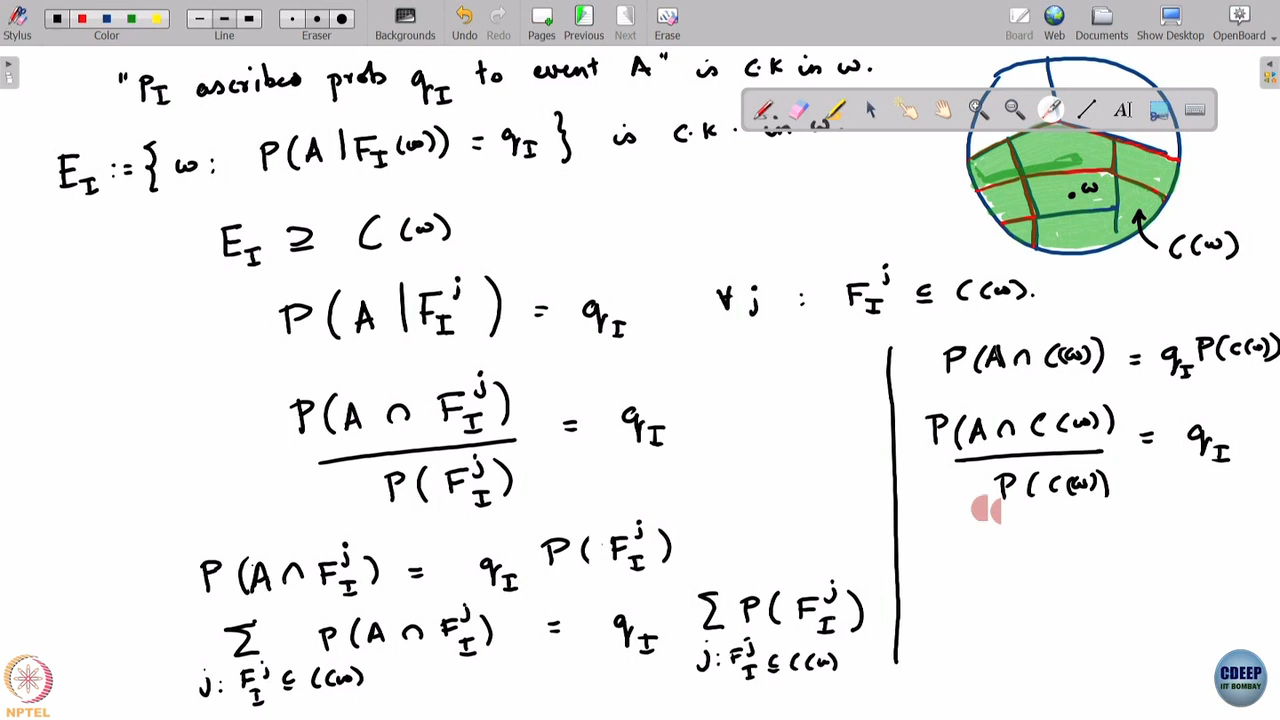 Stylus Color Line Eraser Backgrounds Undo Redo Pages Previous Next Erase Board Web Documents Show Desktop OpenBoard
"P_I ascribes prob q_I to event A" is C.K in ω.
E_I := { ω : P(A | F_I(ω)) = q_I } is C.K. in ω.
ω
C(ω)
E_I ⊇ C(ω)
P(A | F_I^j) = q_I ∀ j : F_I^j ⊆ C(ω).
P(A ∩ F_I^j) / P(F_I^j) = q_I
P(A ∩ F_I^j) = q_I P(F_I^j)
∑_{j: F_I^j ⊆ C(ω)} P(A ∩ F_I^j) = q_I ∑_{j: F_I^j ⊆ C(ω)} P(F_I^j)
P(A ∩ C(ω)) = q_I P(C(ω))
P(A ∩ C(ω)) / P(C(ω)) = q_I
NPTEL
CDEEP
IIT BOMBAY